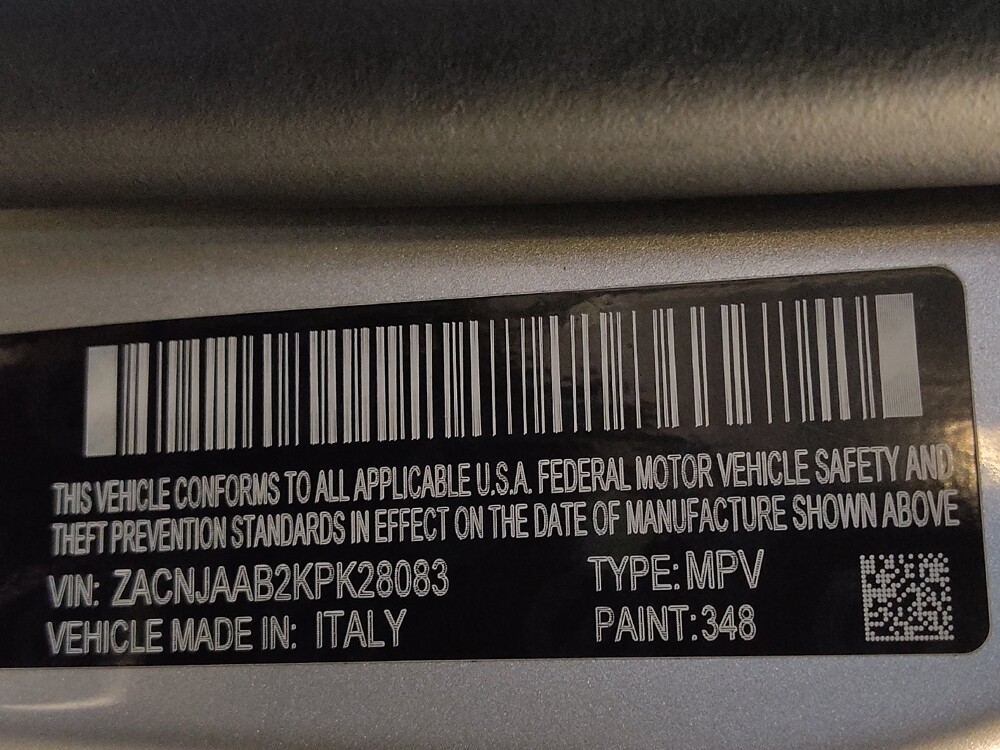 THIS VEHICLE CONFORMS TO ALL APPLICABLE U.S.A. FEDERAL MOTOR VEHICLE SAFETY AND
THEFT PREVENTION STANDARDS IN EFFECT ON THE DATE OF MANUFACTURE SHOWN ABOVE
VIN: ZACNJAAB2KPK28083 TYPE: MPV
VEHICLE MADE IN: ITALY PAINT: 348